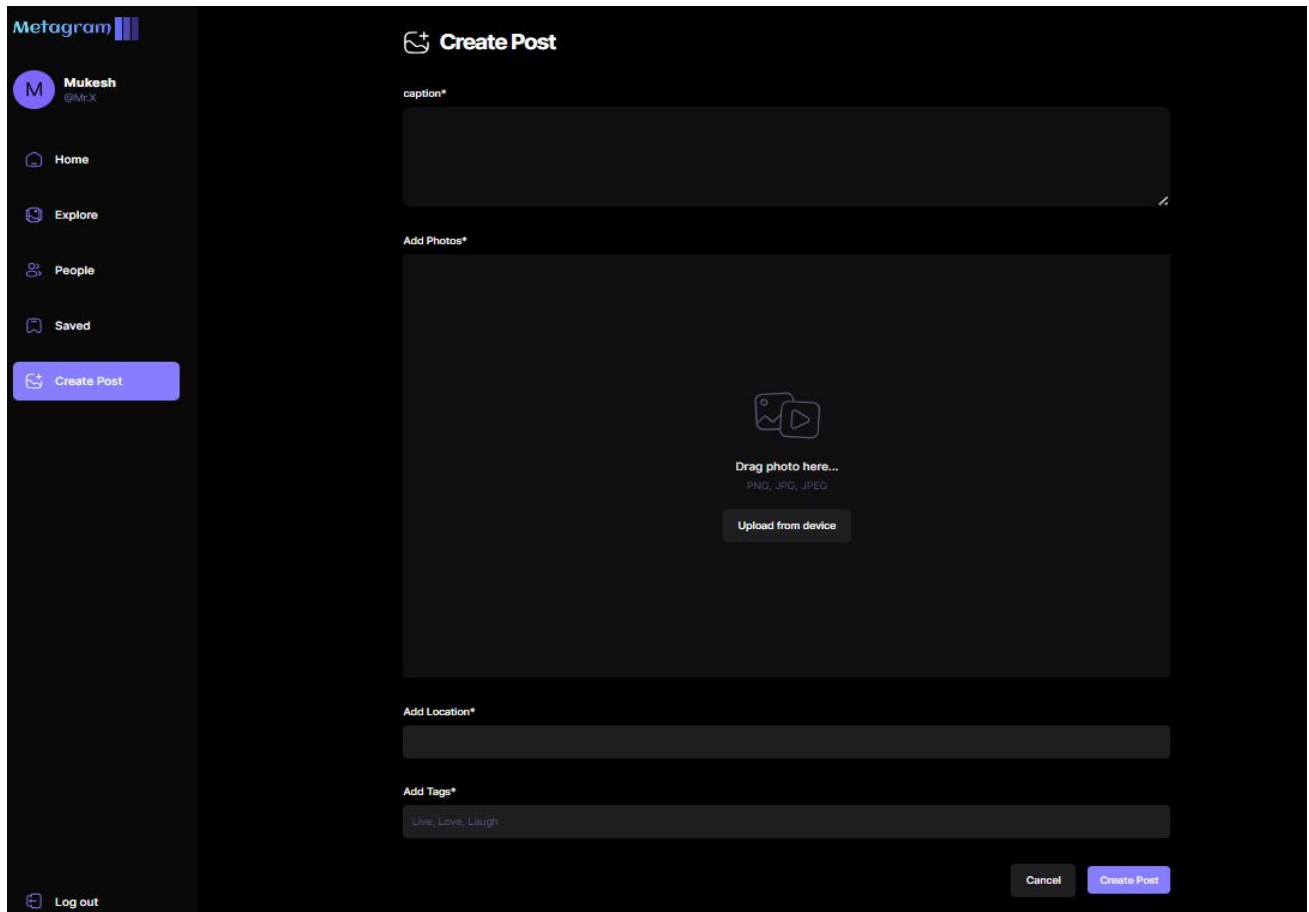 Metagram
M
Mukesh
@Mr.X
Home
Explore
People
Saved
Create Post
Log out
Create Post
caption*
Add Photos*
Drag photo here...
PNG, JPG, JPEG
Upload from device
Add Location*
Add Tags*
Live, Love, Laugh
Cancel
Create Post